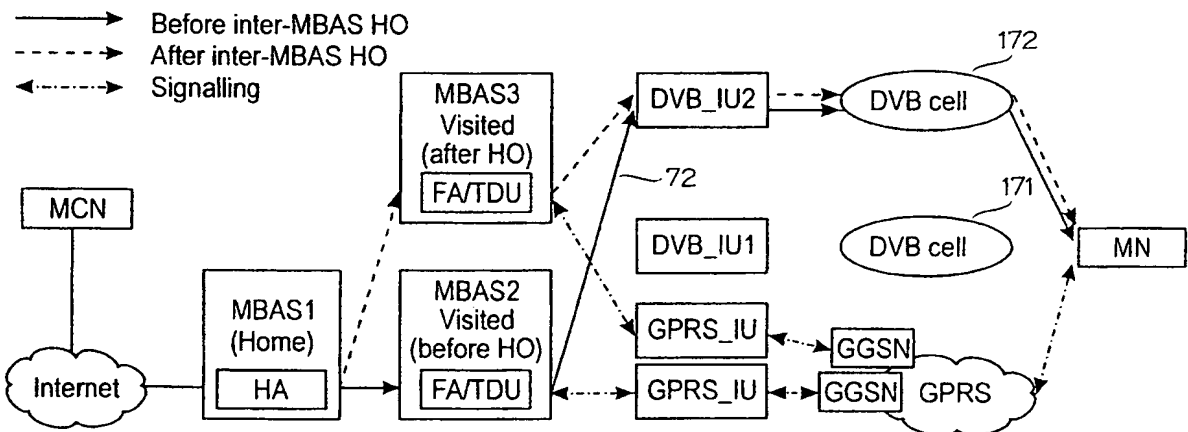 Before inter-MBAS HO
After inter-MBAS HO
Signalling
MCN
Internet
MBAS1
(Home)
HA
MBAS3
Visited
(after HO)
FA/TDU
MBAS2
Visited
(before HO)
FA/TDU
72
DVB_IU2
DVB_IU1
GPRS_IU
GPRS_IU
172
DVB cell
171
DVB cell
GGSN
GGSN
GPRS
MN